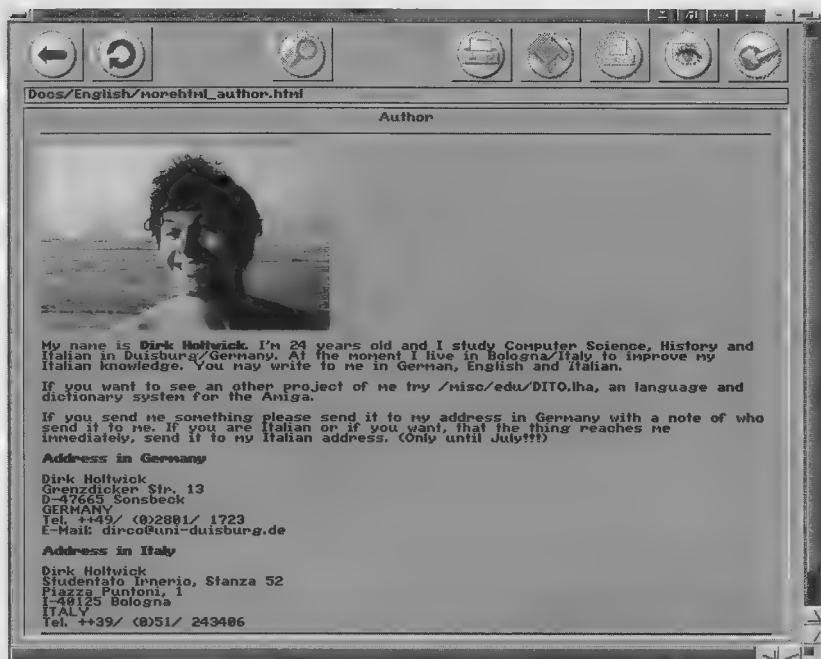 Docs/English/morehtml_author.html
Author
My name is Dirk Holtwick. I'm 24 years old and I study Computer Science, History and
Italian in Duisburg/Germany. At the moment I live in Bologna/Italy to improve my
Italian knowledge. You may write to me in German, English and Italian.
If you want to see an other project of me try /misc/edu/DITO.lha, an language and
dictionary system for the Amiga.
If you send me something please send it to my address in Germany with a note of who
send it to me. If you are Italian or if you want, that the thing reaches me
immediately, send it to my Italian address. (Only until July!!!)
Address in Germany
Dirk Holtwick
Grenzdicker Str. 13
D-47665 Sonsbeck
GERMANY
Tel. ++49/ (0)2801/ 1723
E-Mail: dirco@uni-duisburg.de
Address in Italy
Dirk Holtwick
Studentato Irnerio, Stanza 52
Piazza Puntoni, 1
I-40125 Bologna
ITALY
Tel. ++39/ (0)51/ 243406